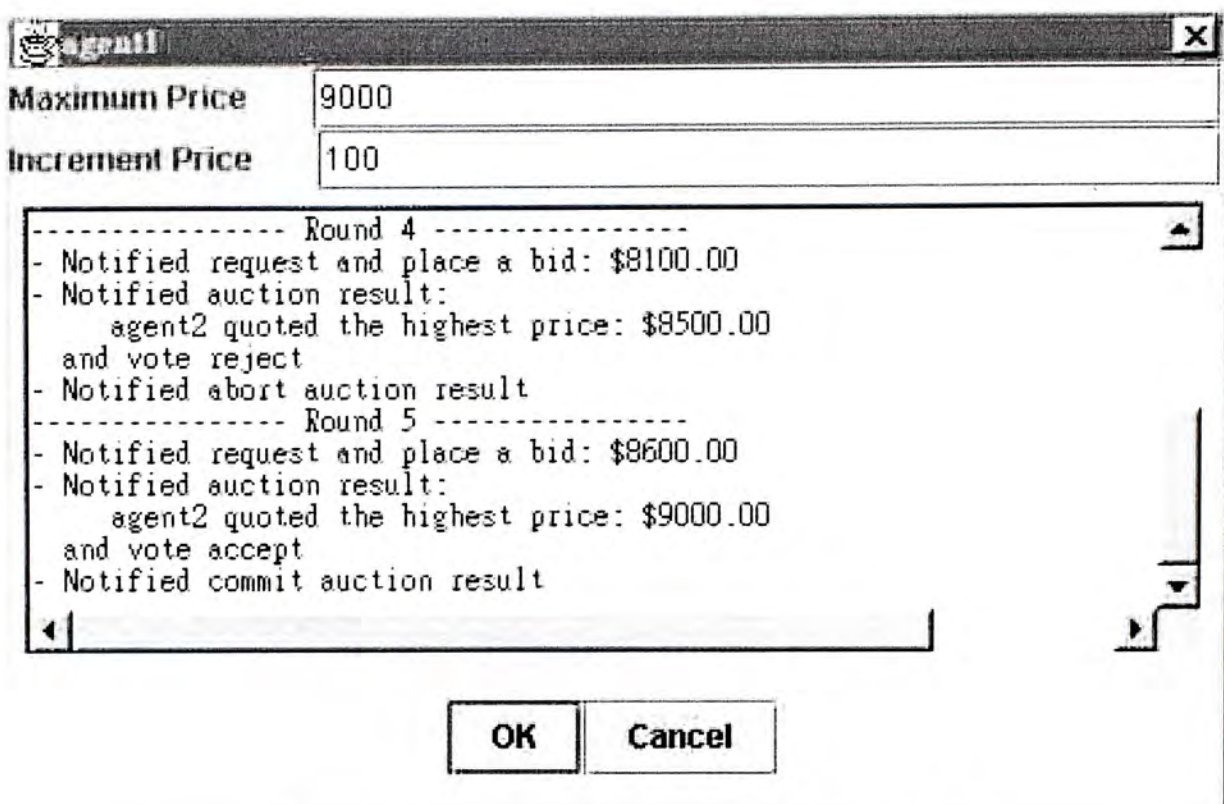 agent1
Maximum Price 9000
Increment Price 100
---------------- Round 4 ----------------
- Notified request and place a bid: $8100.00
- Notified auction result:
agent2 quoted the highest price: $8500.00
and vote reject
- Notified abort auction result
---------------- Round 5 ----------------
- Notified request and place a bid: $8600.00
- Notified auction result:
agent2 quoted the highest price: $9000.00
and vote accept
- Notified commit auction result
OK Cancel